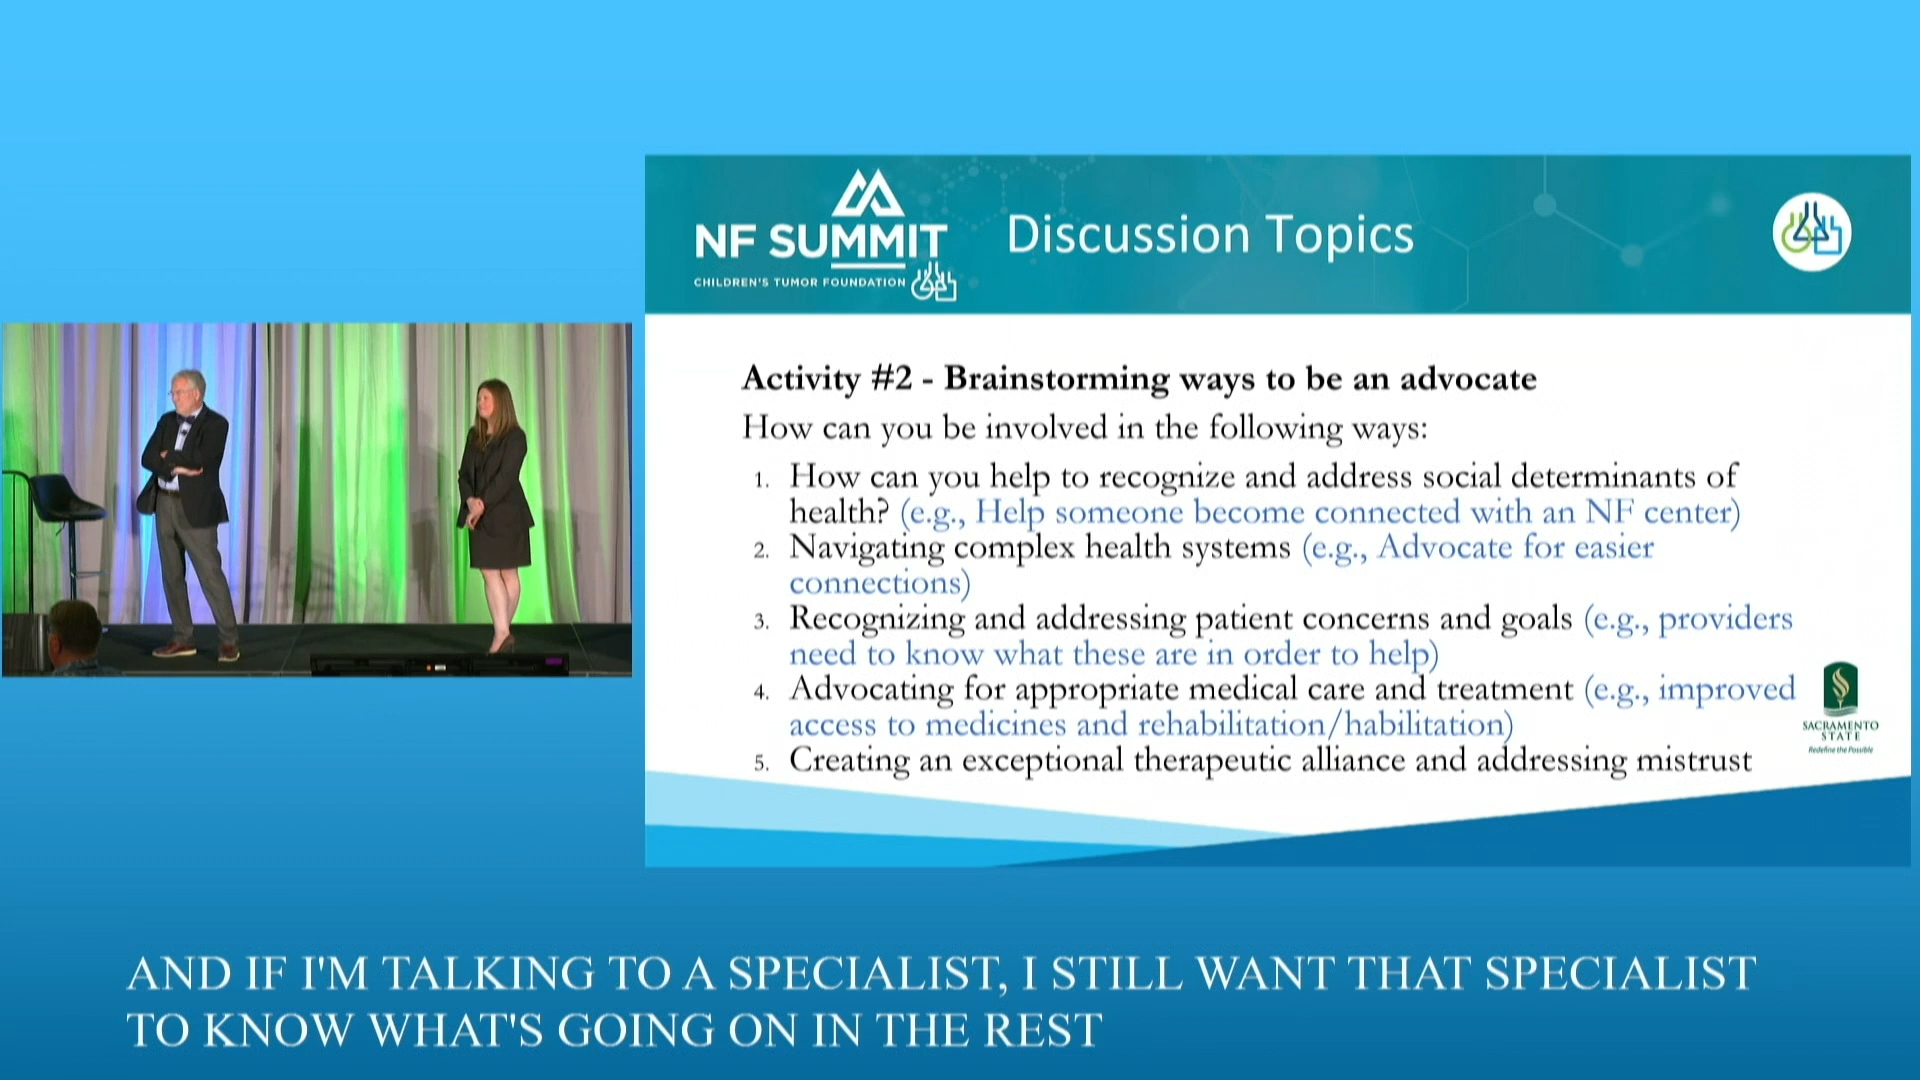 NF SUMMIT
CHILDREN'S TUMOR FOUNDATION
Discussion Topics
Activity #2 - Brainstorming ways to be an advocate
How can you be involved in the following ways:
1. How can you help to recognize and address social determinants of
health? (e.g., Help someone become connected with an NF center)
2. Navigating complex health systems (e.g., Advocate for easier
connections)
3. Recognizing and addressing patient concerns and goals (e.g., providers
need to know what these are in order to help)
4. Advocating for appropriate medical care and treatment (e.g., improved
access to medicines and rehabilitation/habilitation)
5. Creating an exceptional therapeutic alliance and addressing mistrust
SACRAMENTO
STATE
Redefine the Possible
AND IF I'M TALKING TO A SPECIALIST, I STILL WANT THAT SPECIALIST
TO KNOW WHAT'S GOING ON IN THE REST